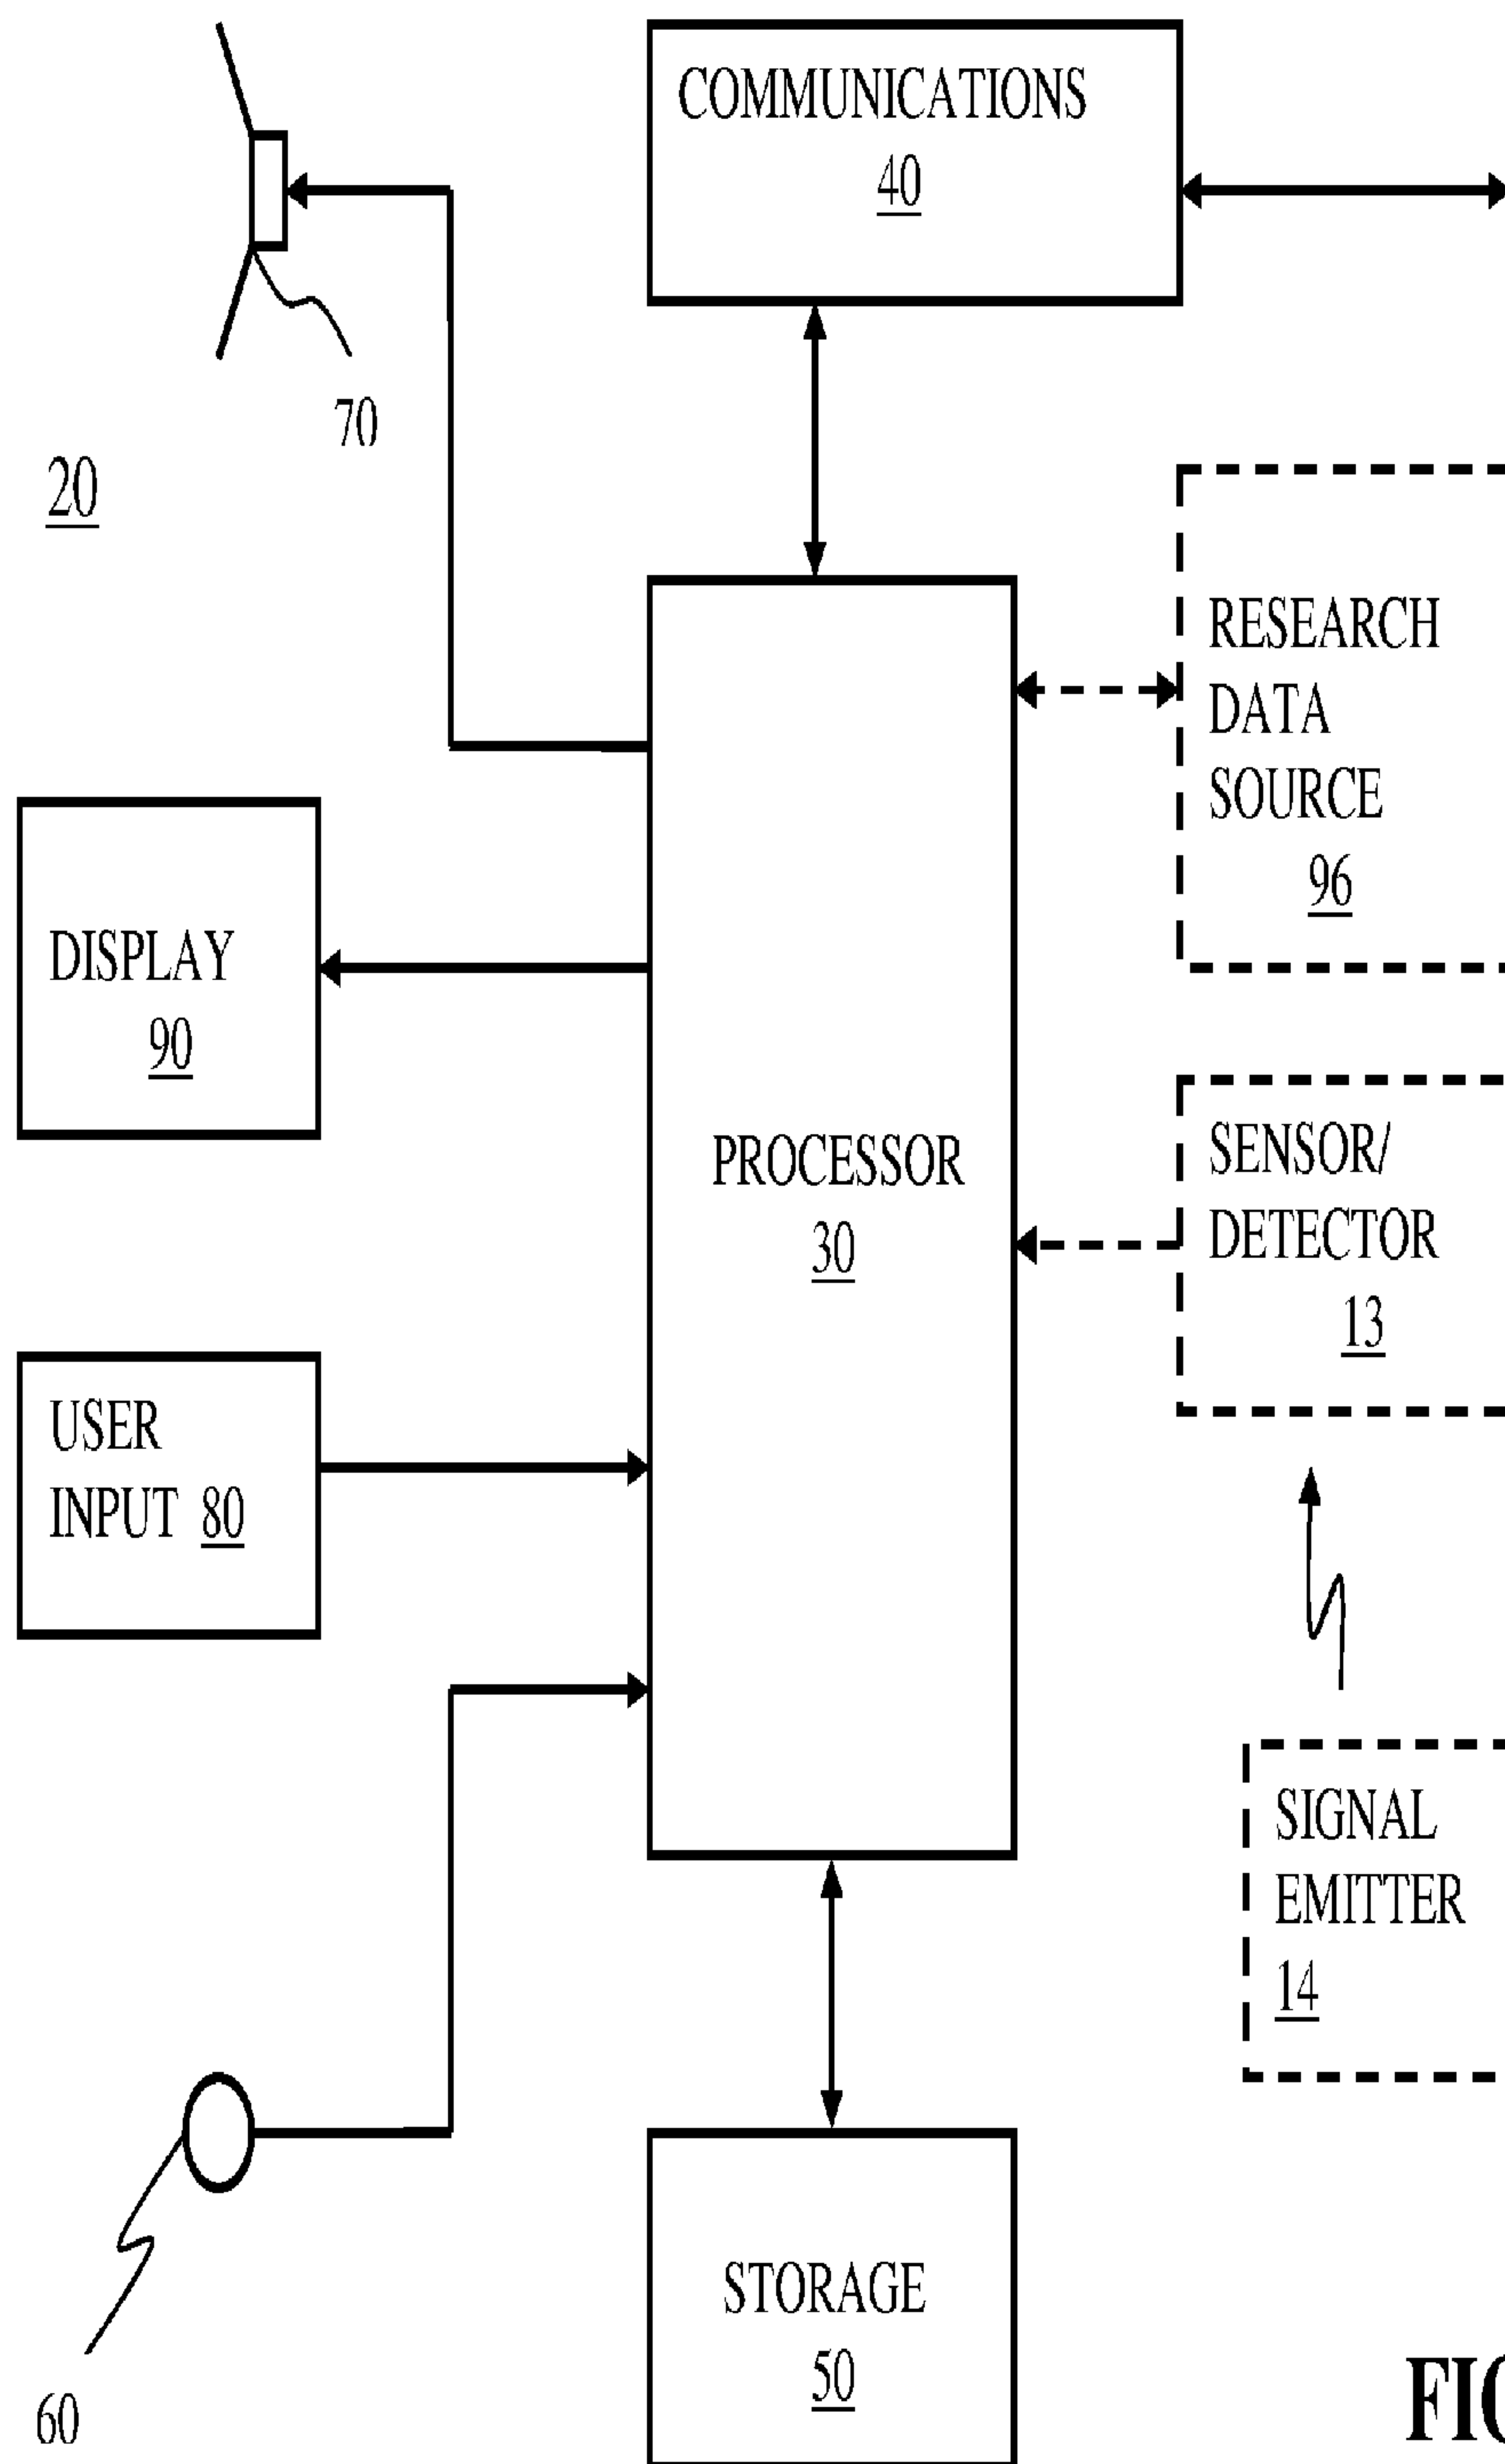 COMMUNICATIONS
40
70
20
RESEARCH
DATA
SOURCE
96
DISPLAY
90
SENSOR/
DETECTOR
13
PROCESSOR
30
USER
INPUT 80
SIGNAL
EMITTER
14
STORAGE
50
60